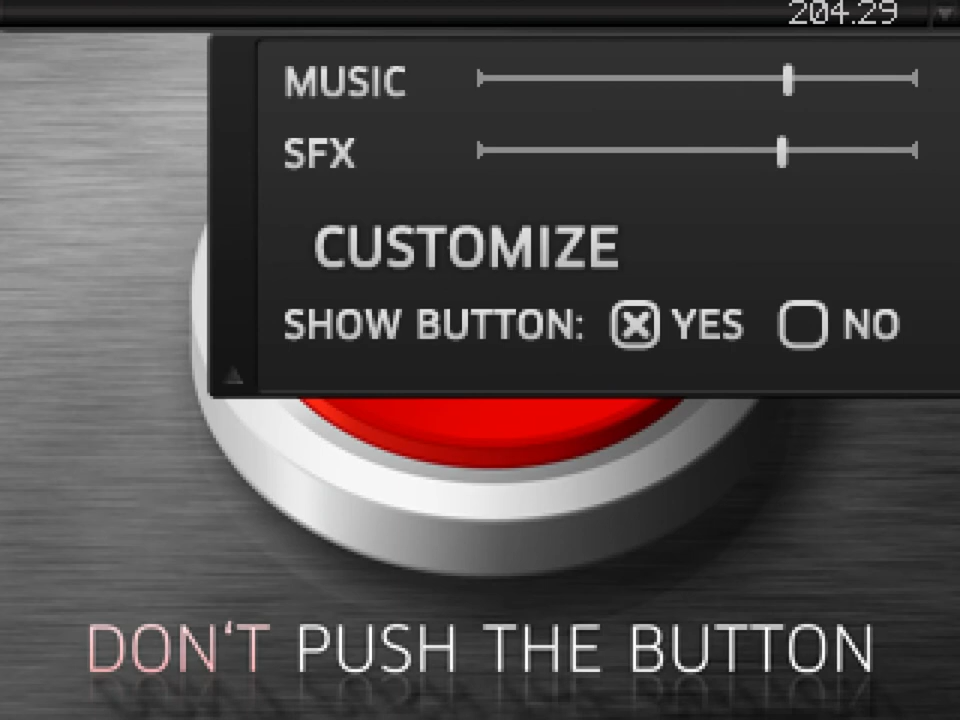 204.29
MUSIC
SFX
CUSTOMIZE
SHOW BUTTON: YES NO
DON'T PUSH THE BUTTON